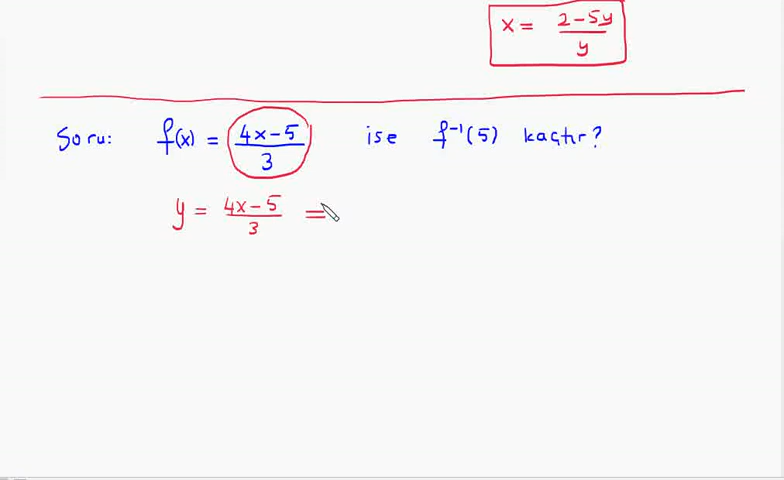 x = 2-5y / y
Soru: f(x) = 4x-5 / 3 ise f⁻¹(5) kaçtır?
y = 4x-5 / 3 =